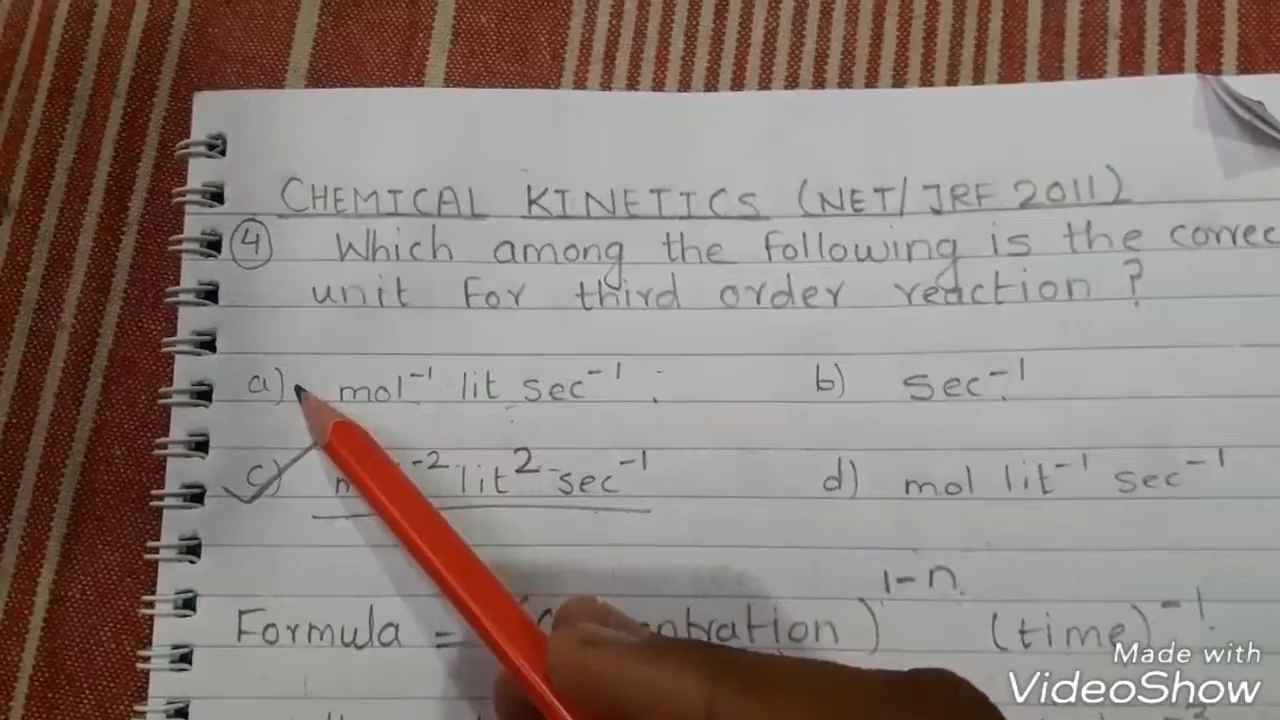 CHEMICAL KINETICS (NET/JRF 2011)
④ Which among the following is the correc
unit for third order reaction ?
a) mol⁻¹ lit sec⁻¹ b) sec⁻¹
c) ⁻² lit² sec⁻¹ d) mol lit⁻¹ sec⁻¹
Formula = ( ntration)¹⁻ⁿ (time)⁻¹
Made with
VideoShow